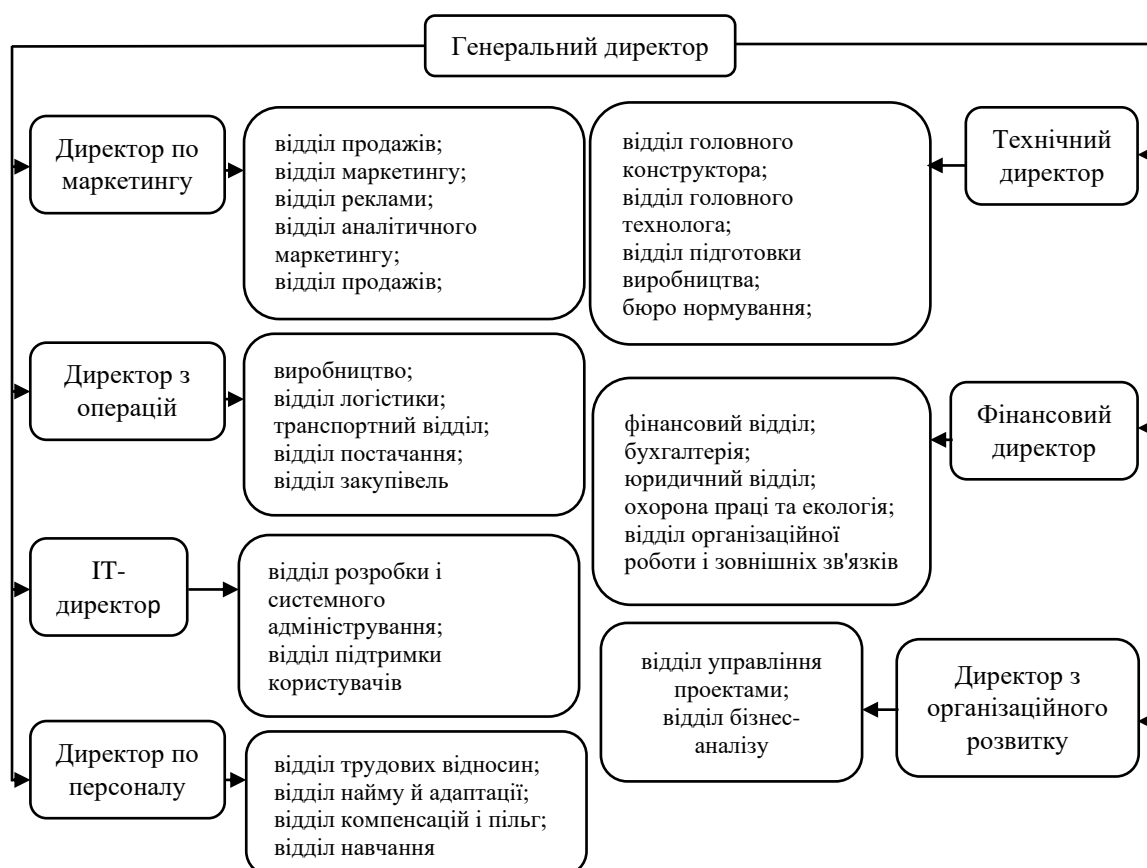 Генеральний директор
Директор по
маркетингу
відділ продажів;
відділ маркетингу;
відділ реклами;
відділ аналітичного
маркетингу;
відділ продажів;
відділ головного
конструктора;
відділ головного
технолога;
відділ підготовки
виробництва;
бюро нормування;
Технічний
директор
Директор з
операцій
виробництво;
відділ логістики;
транспортний відділ;
відділ постачання;
відділ закупівель
фінансовий відділ;
бухгалтерія;
юридичний відділ;
охорона праці та екологія;
відділ організаційної
роботи і зовнішніх зв'язків
Фінансовий
директор
ІТ-
директор
відділ розробки і
системного
адміністрування;
відділ підтримки
користувачів
відділ управління
проектами;
відділ бізнес-
аналізу
Директор з
організаційного
розвитку
Директор по
персоналу
відділ трудових відносин;
відділ найму й адаптації;
відділ компенсацій і пільг;
відділ навчання